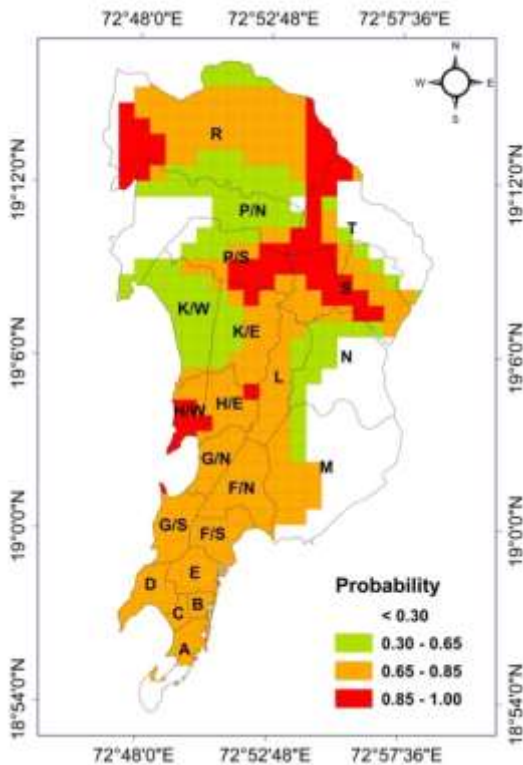 72°48'0"E 72°52'48"E 72°57'36"E
N
W E
S
R
19°12'0"N 19°12'0"N
P/N
T
P/S
S
K/W
K/E
N
19°6'0"N 19°6'0"N
L
H/W H/E
G/N
M
F/N
19°0'0"N 19°0'0"N
G/S F/S
E
D
B
C
A
Probability
< 0.30
0.30 - 0.65
0.65 - 0.85
0.85 - 1.00
18°54'0"N 18°54'0"N
72°48'0"E 72°52'48"E 72°57'36"E